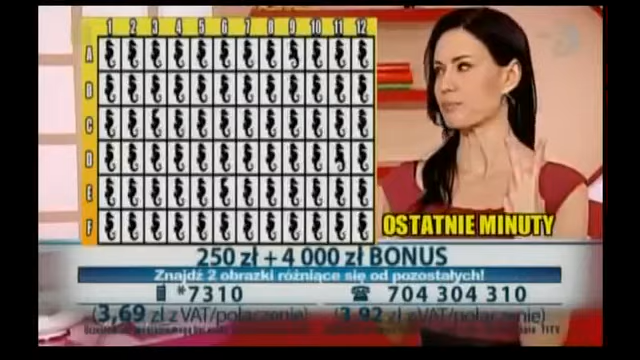 1 2 3 4 5 6 7 8 9 10 11 12
A
B
C
D
E
F
OSTATNIE MINUTY
250 zł + 4 000 zł BONUS
Znajdź 2 obrazki różniące się od pozostałych!
*7310 704 304 310
(3,69 zł z VAT/połączenie) (3,92 zł z VAT/połączenie)